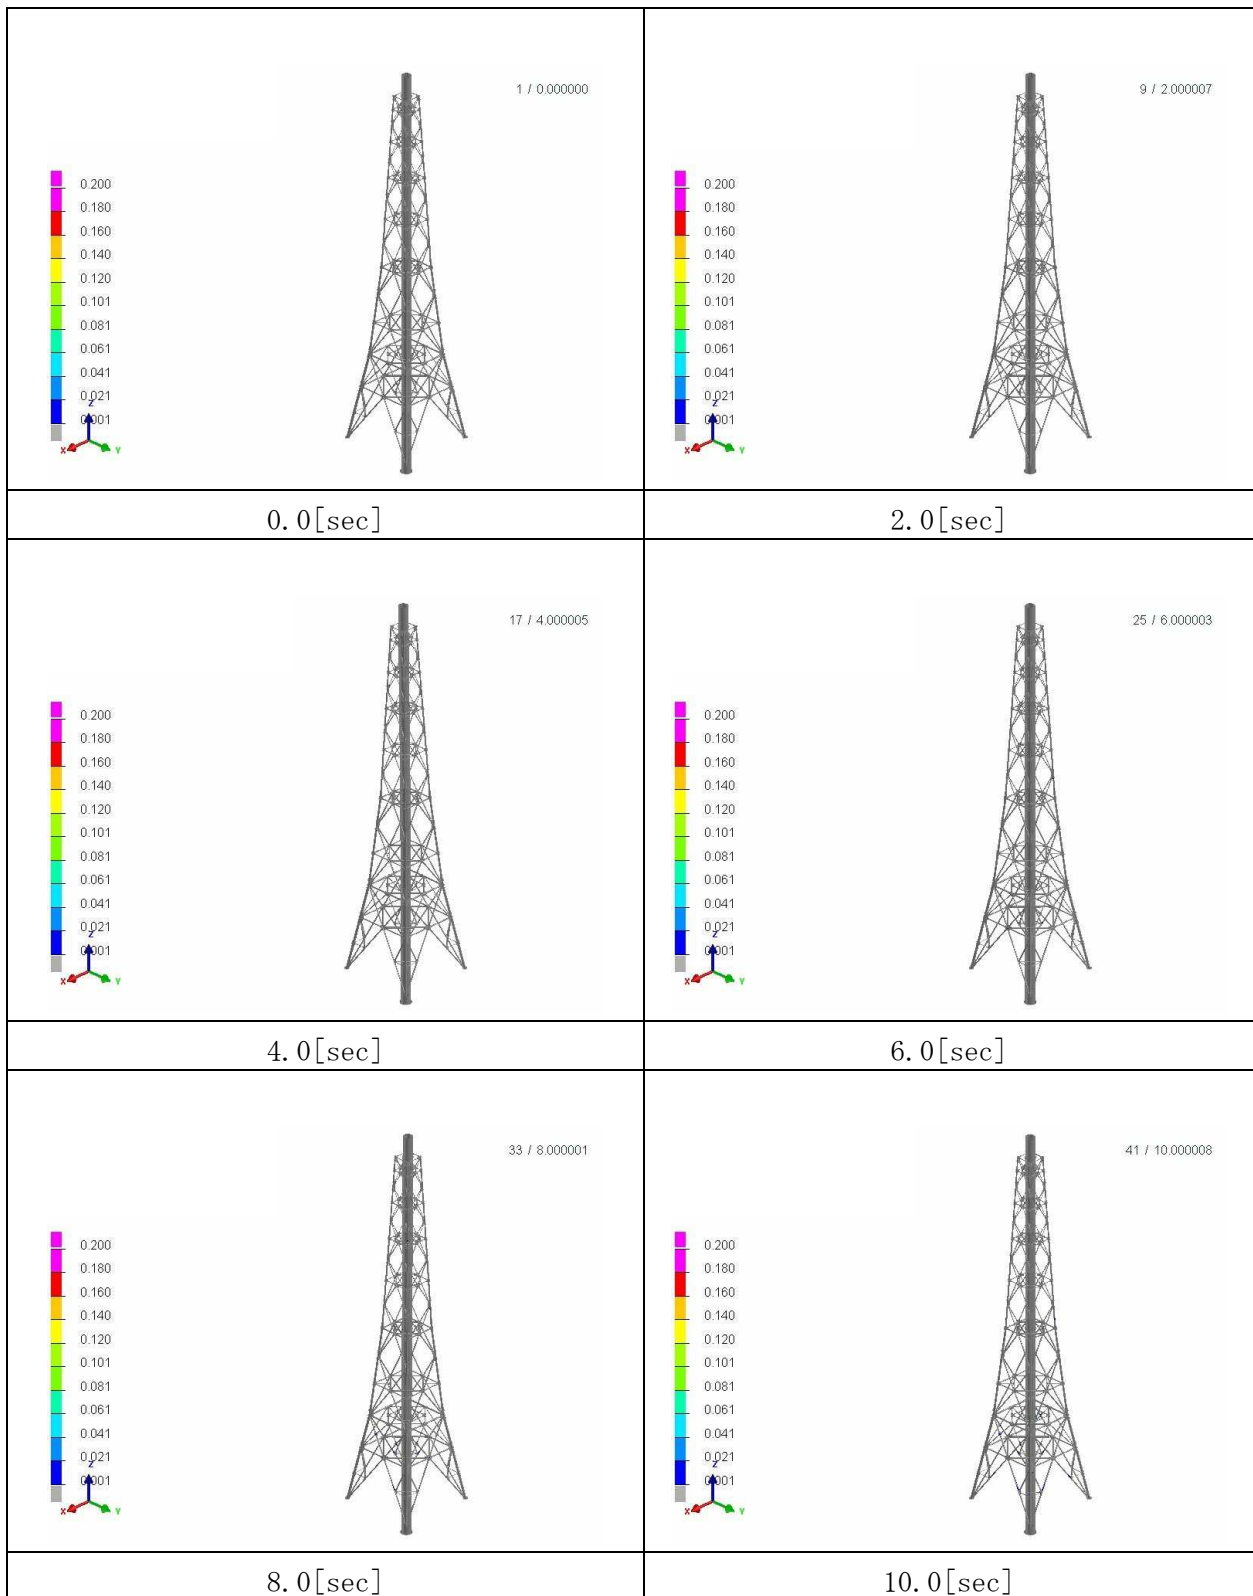 1 / 0.000000
0.200
0.180
0.160
0.140
0.120
0.101
0.081
0.061
0.041
0.021
0.001
Z
X
Y
9 / 2.000007
0.200
0.180
0.160
0.140
0.120
0.101
0.081
0.061
0.041
0.021
0.001
Z
X
Y
0.0[sec]
2.0[sec]
17 / 4.000005
0.200
0.180
0.160
0.140
0.120
0.101
0.081
0.061
0.041
0.021
0.001
Z
X
Y
25 / 6.000003
0.200
0.180
0.160
0.140
0.120
0.101
0.081
0.061
0.041
0.021
0.001
Z
X
Y
4.0[sec]
6.0[sec]
33 / 8.000001
0.200
0.180
0.160
0.140
0.120
0.101
0.081
0.061
0.041
0.021
0.001
Z
X
Y
41 / 10.000008
0.200
0.180
0.160
0.140
0.120
0.101
0.081
0.061
0.041
0.021
0.001
Z
X
Y
8.0[sec]
10.0[sec]